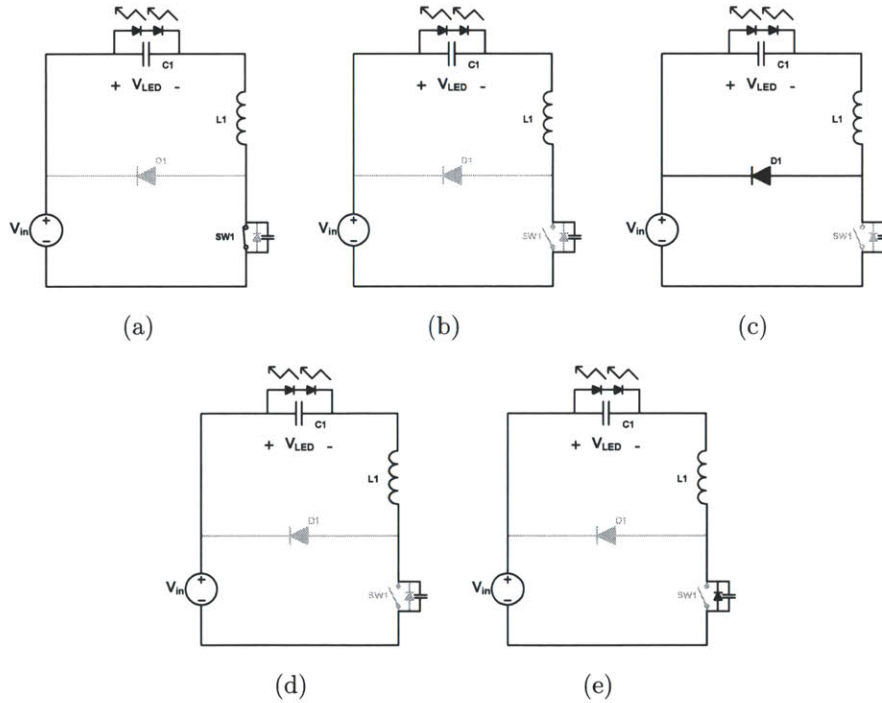 C1
+ VLED -
L1
D1
Vin
+
−
SW1
(a)
C1
+ VLED -
L1
D1
Vin
+
−
SW1
(b)
C1
+ VLED -
L1
D1
Vin
+
−
SW1
(c)
C1
+ VLED -
L1
D1
Vin
+
−
SW1
(d)
C1
+ VLED -
L1
D1
Vin
+
−
SW1
(e)